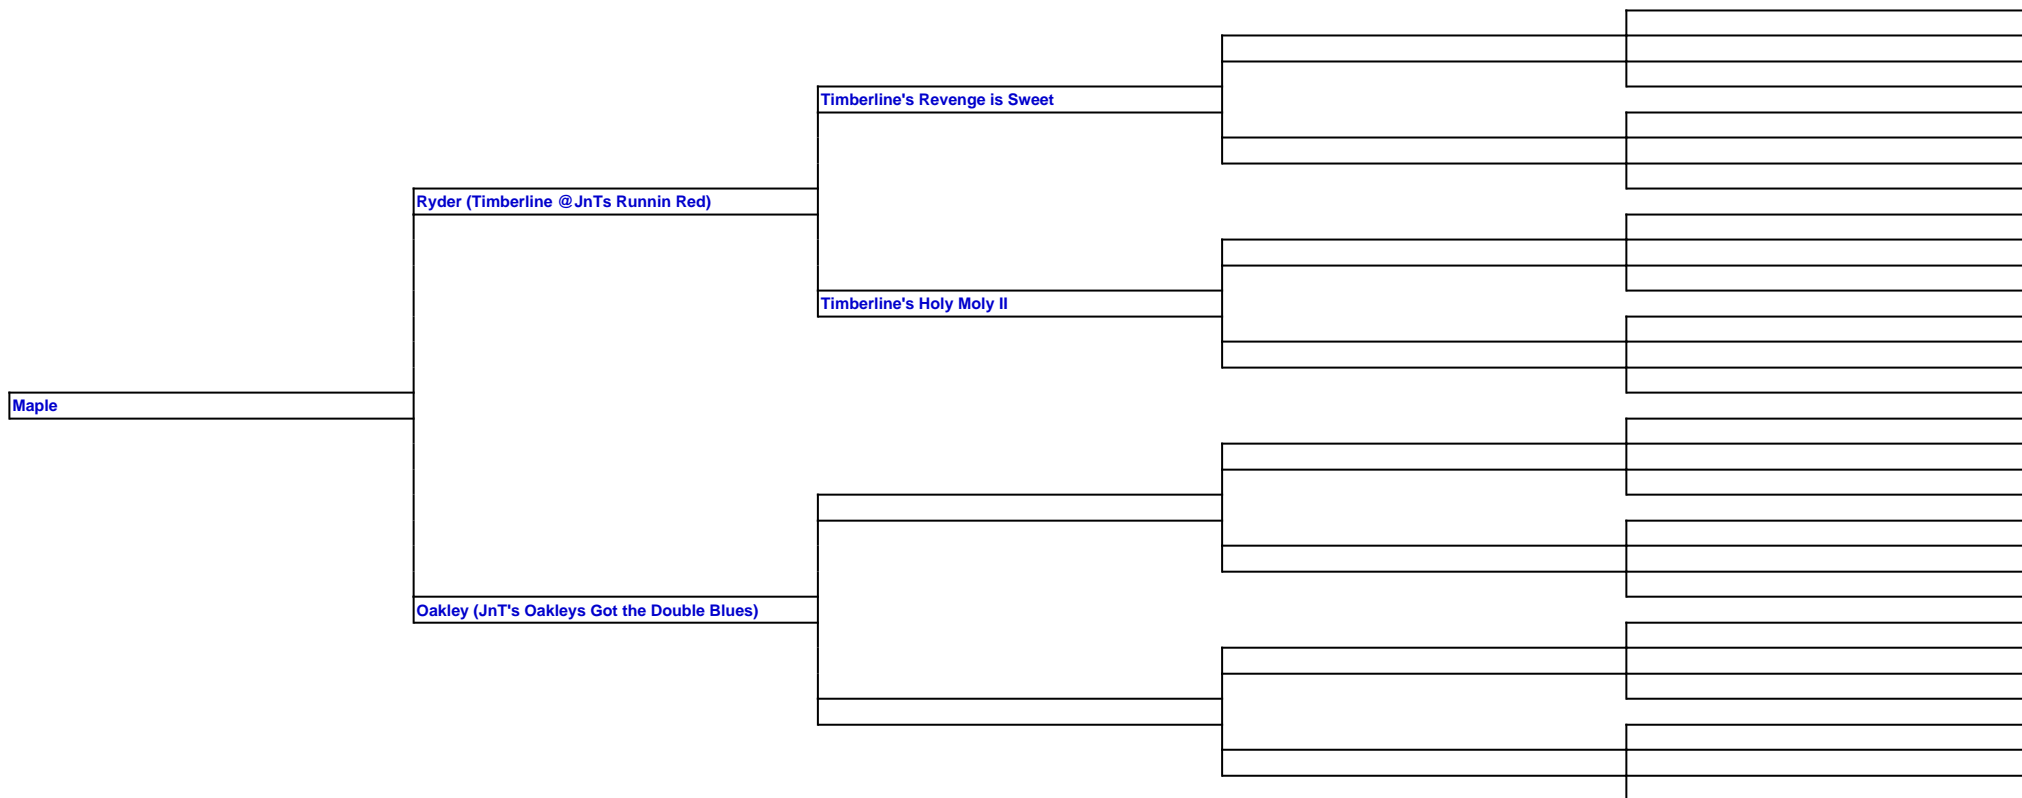 Timberline's Revenge is Sweet
Ryder (Timberline @JnTs Runnin Red)
Timberline's Holy Moly II
Maple
Oakley (JnT's Oakleys Got the Double Blues)